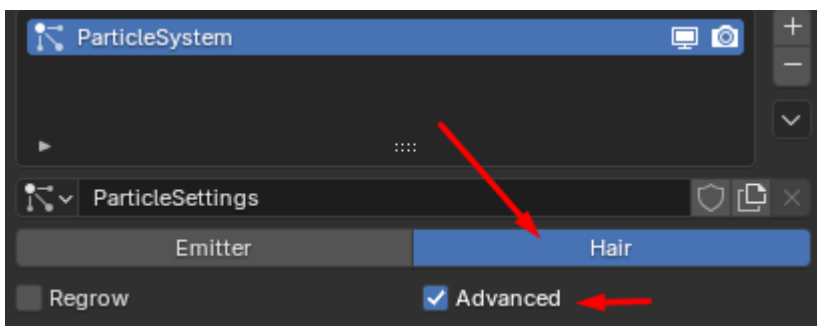 ParticleSystem
ParticleSettings
Emitter Hair
Regrow Advanced